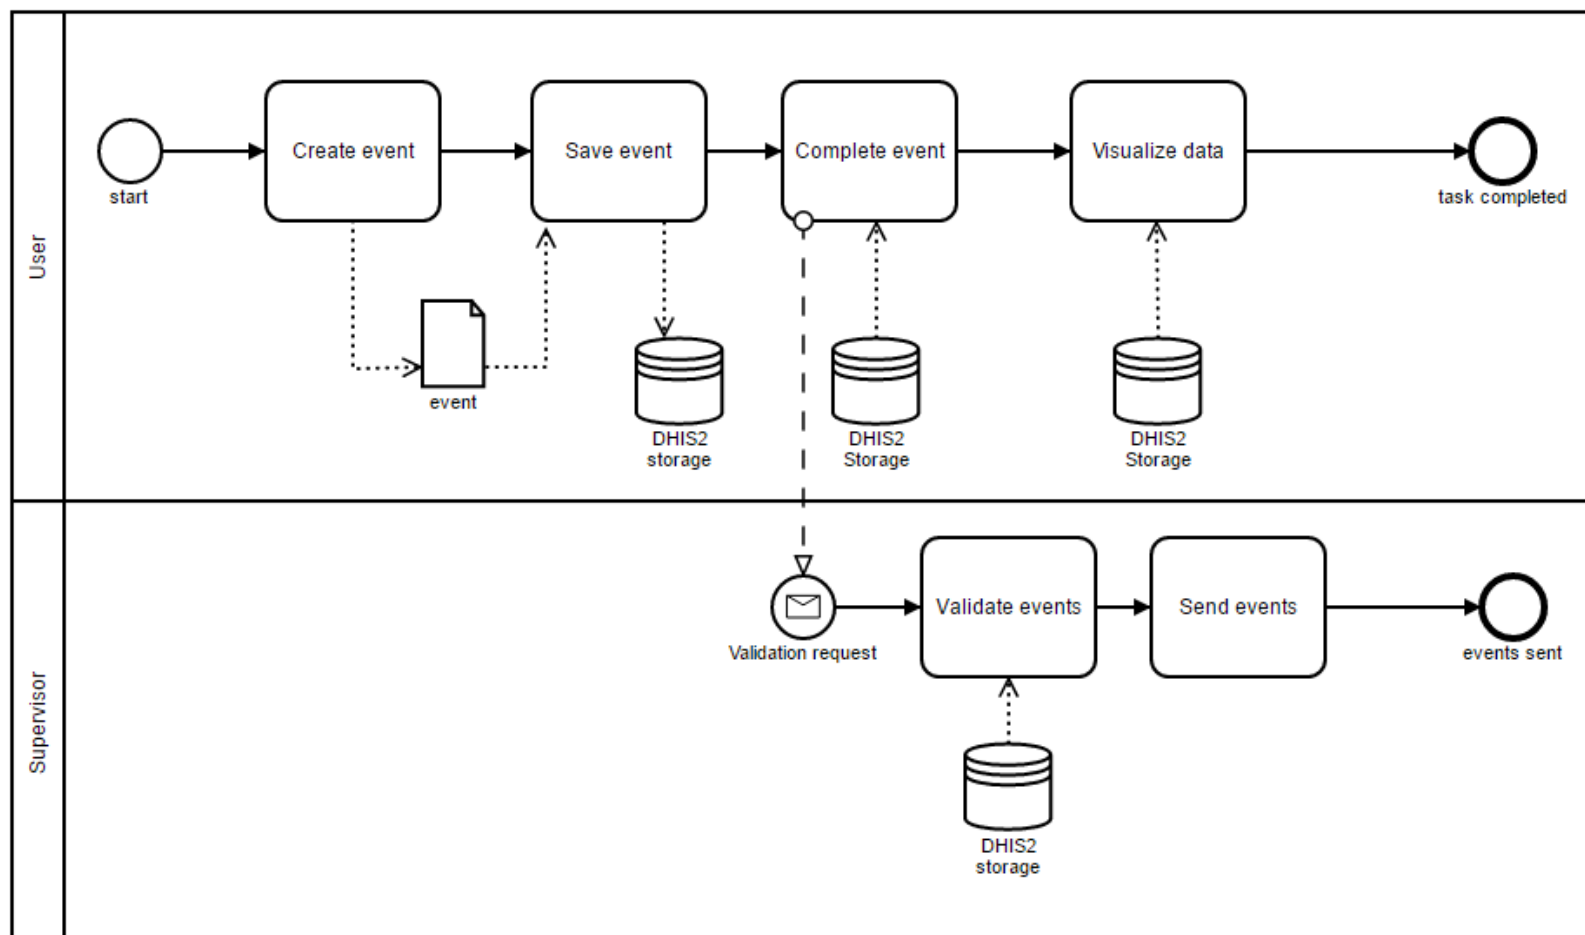 User
Create event
Save event
Complete event
Visualize data
start
task completed
event
DHIS2
storage
DHIS2
Storage
DHIS2
Storage
Supervisor
Validate events
Send events
Validation request
events sent
DHIS2
storage